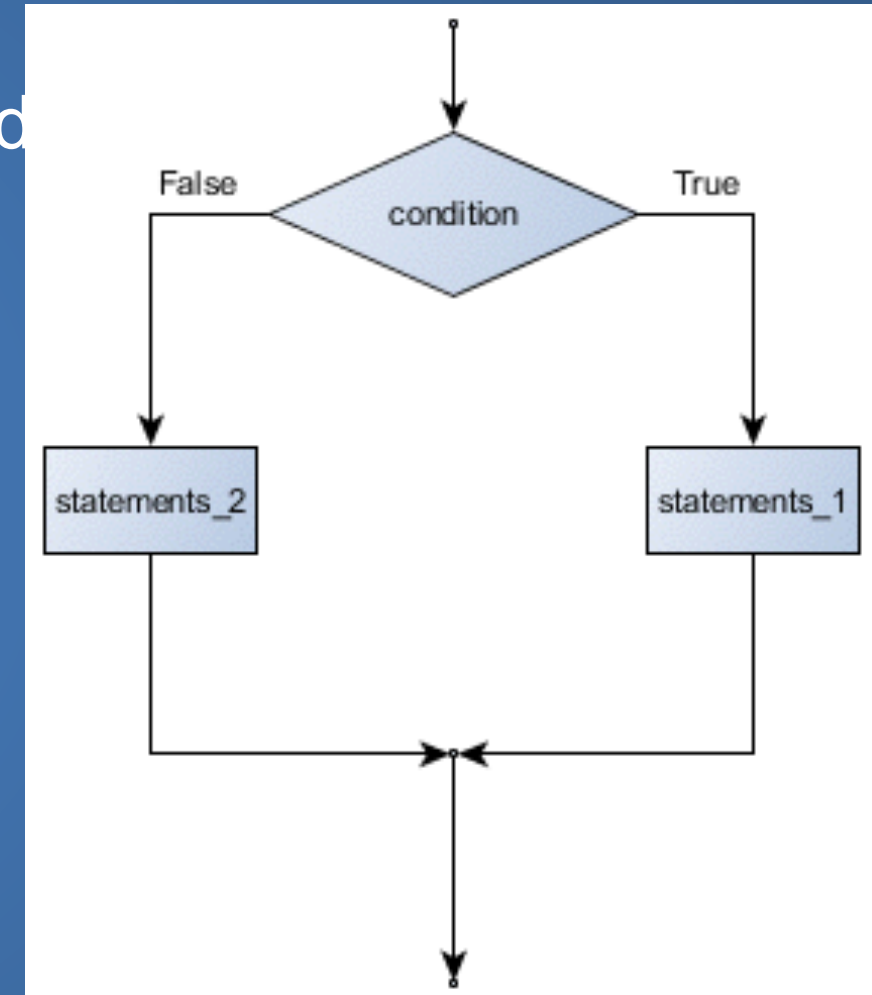 d
False
condition
True
statements_2
statements_1